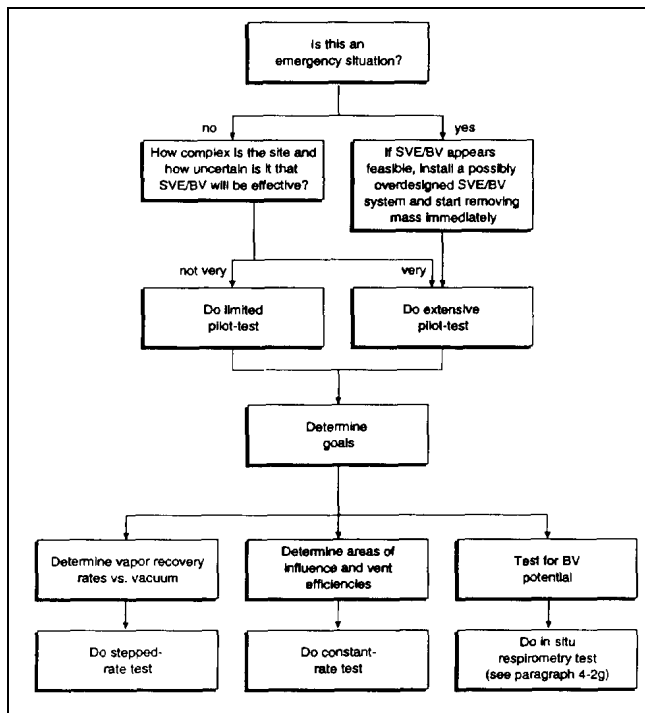 Is this an
emergency situation?
no
yes
How complex is the site and
how uncertain is it that
SVE/BV will be effective?
If SVE/BV appears
feasible, install a possibly
overdesigned SVE/BV
system and start removing
mass immediately
not very
very
Do limited
pilot-test
Do extensive
pilot-test
Determine
goals
Determine vapor recovery
rates vs. vacuum
Determine areas of
influence and vent
efficiencies
Test for BV
potential
Do stepped-
rate test
Do constant-
rate test
Do in situ
respirometry test
(see paragraph 4-2g)